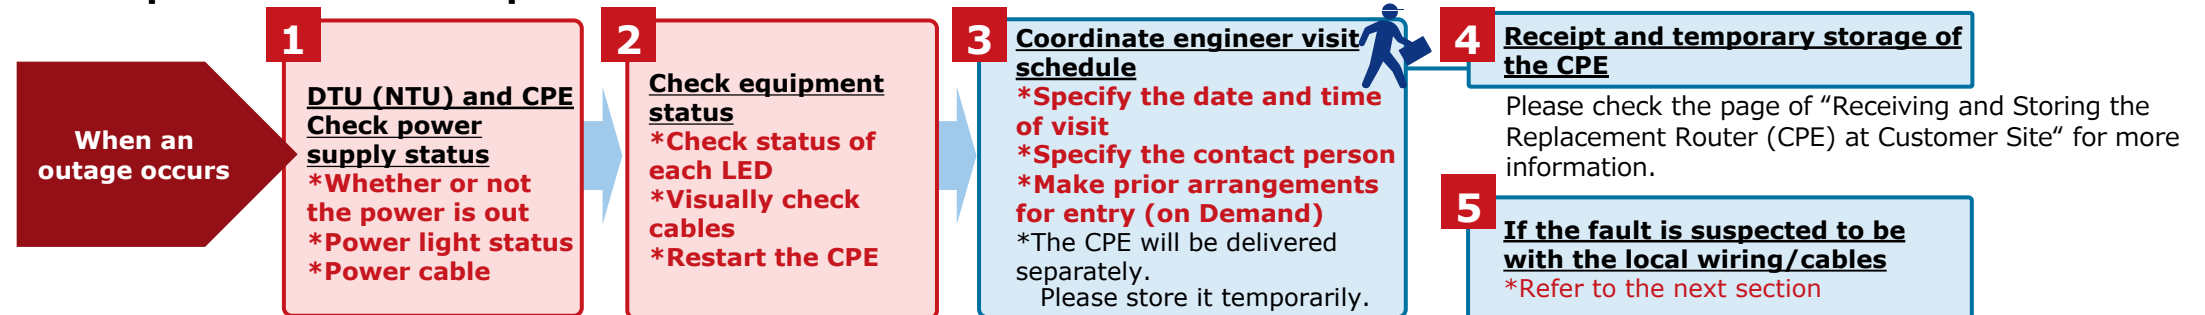 When an
outage occurs
1
DTU (NTU) and CPE
Check power
supply status
*Whether or not
the power is out
*Power light status
*Power cable
2
Check equipment
status
*Check status of
each LED
*Visually check
cables
*Restart the CPE
3
Coordinate engineer visit
schedule
*Specify the date and time
of visit
*Specify the contact person
*Make prior arrangements
for entry (on Demand)
*The CPE will be delivered
separately.
Please store it temporarily.
4
Receipt and temporary storage of
the CPE
Please check the page of “Receiving and Storing the
Replacement Router (CPE) at Customer Site“ for more
information.
5
If the fault is suspected to be
with the local wiring/cables
*Refer to the next section